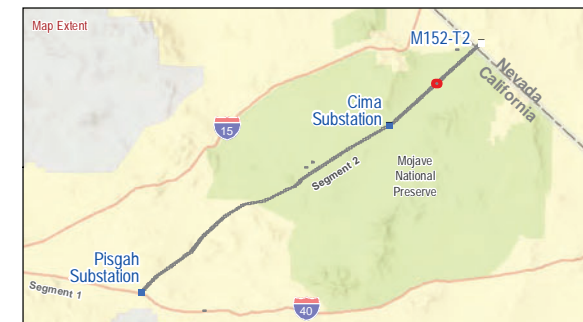 Map Extent
M152-T2
Nevada
California
Cima
Substation
15
Segment 2
Mojave
National
Preserve
Pisgah
Substation
Segment 1
40